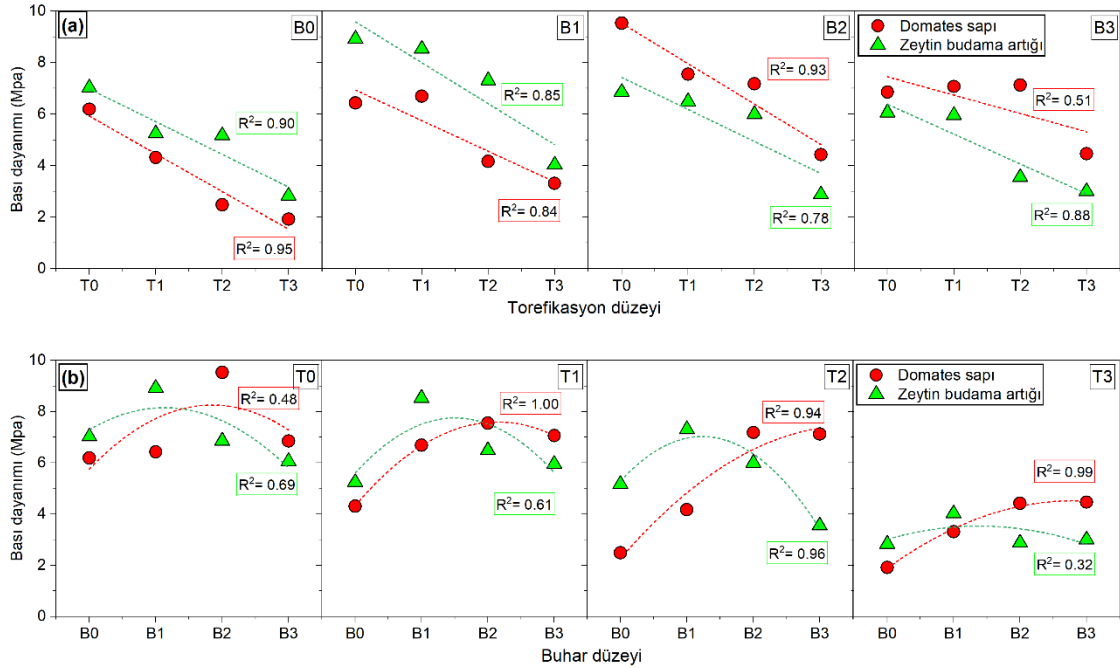 (a)
B0
B1
B2
B3
Domates sapı
Zeytin budama artığı
Bası dayanımı (Mpa)
10
8
6
4
2
0
R²= 0.90
R²= 0.95
R²= 0.85
R²= 0.84
R²= 0.93
R²= 0.78
R²= 0.51
R²= 0.88
T0 T1 T2 T3 T0 T1 T2 T3 T0 T1 T2 T3 T0 T1 T2 T3
Torefikasyon düzeyi
(b)
T0
T1
T2
T3
Domates sapı
Zeytin budama artığı
Bası dayanımı (Mpa)
10
8
6
4
2
0
R²= 0.48
R²= 0.69
R²= 1.00
R²= 0.61
R²= 0.94
R²= 0.96
R²= 0.99
R²= 0.32
B0 B1 B2 B3 B0 B1 B2 B3 B0 B1 B2 B3 B0 B1 B2 B3
Buhar düzeyi